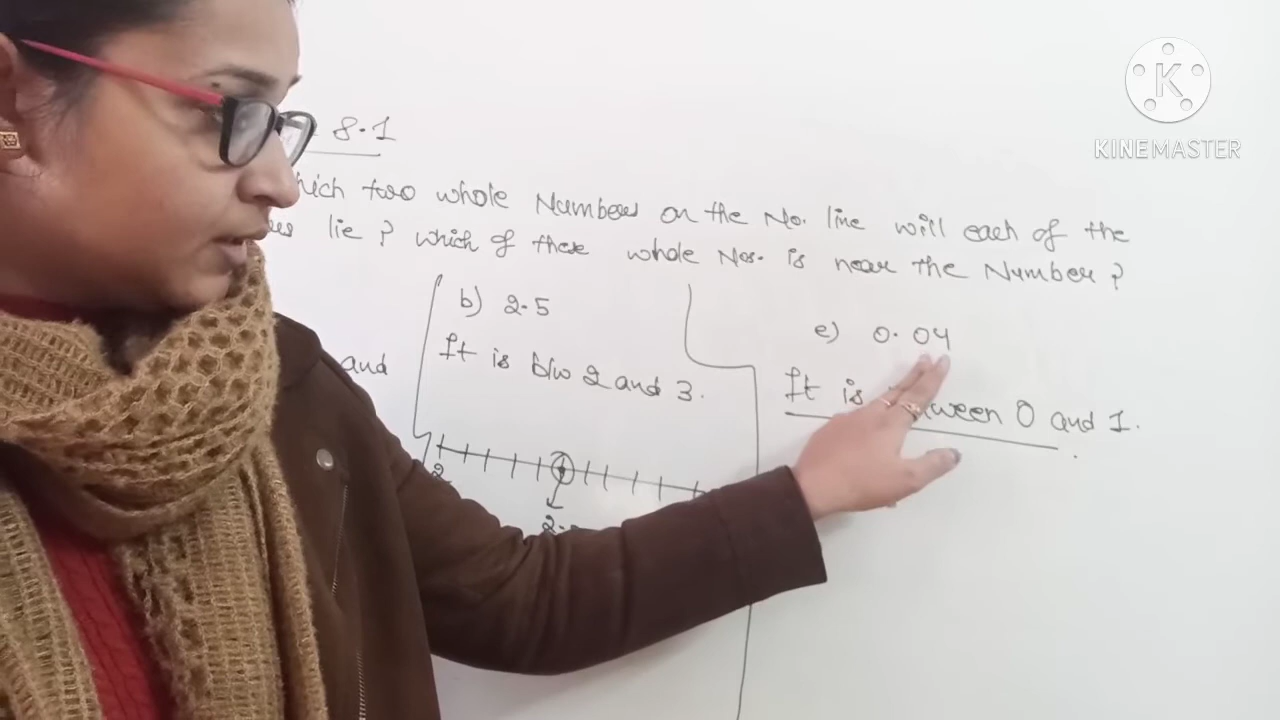 8.1
which two whole Numbers on the No. line will each of the
lie ? which of these whole Nos. is near the Number ?
and
b) 2.5
It is b/w 2 and 3.
2
e) 0.04
It is between 0 and 1.
K
KINEMASTER